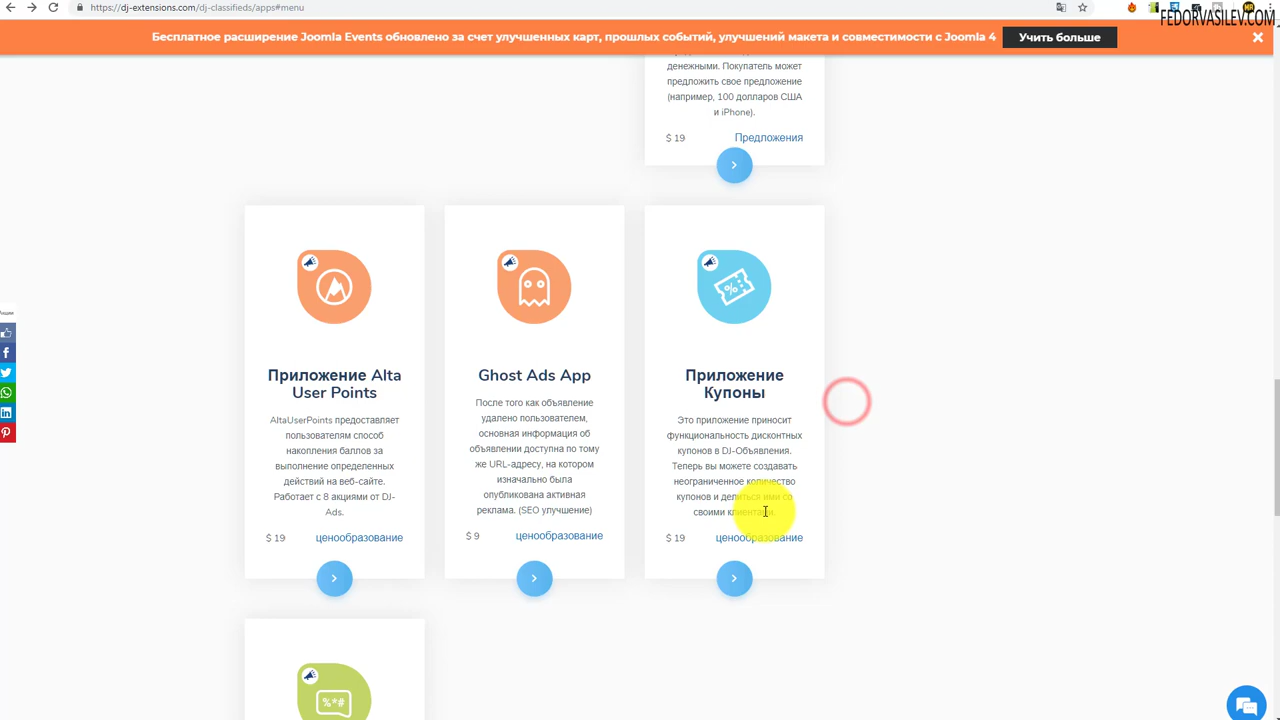 dj-extensions.com/dj-classifieds/apps#menu
FEDORVASILEV.COM
Бесплатное расширение Joomla Events обновлено за счет улучшенных карт, прошлых событий, улучшений макета и совместимости с Joomla 4
Учить больше
денежными. Покупатель может
предложить свое предложение
(например, 100 долларов США
и iPhone).
$ 19
Предложения
Приложение Alta
User Points
AltaUserPoints предоставляет
пользователям способ
накопления баллов за
выполнение определенных
действий на веб-сайте.
Работает с 8 акциями от DJ-
Ads.
$ 19
ценообразование
Ghost Ads App
После того как объявление
удалено пользователем,
основная информация об
объявлении доступна по тому
же URL-адресу, на котором
изначально была
опубликована активная
реклама. (SEO улучшение)
$ 9
ценообразование
Приложение
Купоны
Это приложение приносит
функциональность дисконтных
купонов в DJ-Объявления.
Теперь вы можете создавать
неограниченное количество
купонов и делиться ими со
своими клиентами.
$ 19
ценообразование
%*#